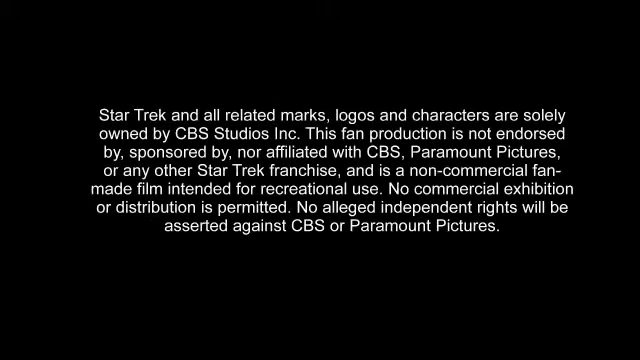 Star Trek and all related marks, logos and characters are solely
owned by CBS Studios Inc. This fan production is not endorsed
by, sponsored by, nor affiliated with CBS, Paramount Pictures,
or any other Star Trek franchise, and is a non-commercial fan-
made film intended for recreational use. No commercial exhibition
or distribution is permitted. No alleged independent rights will be
asserted against CBS or Paramount Pictures.